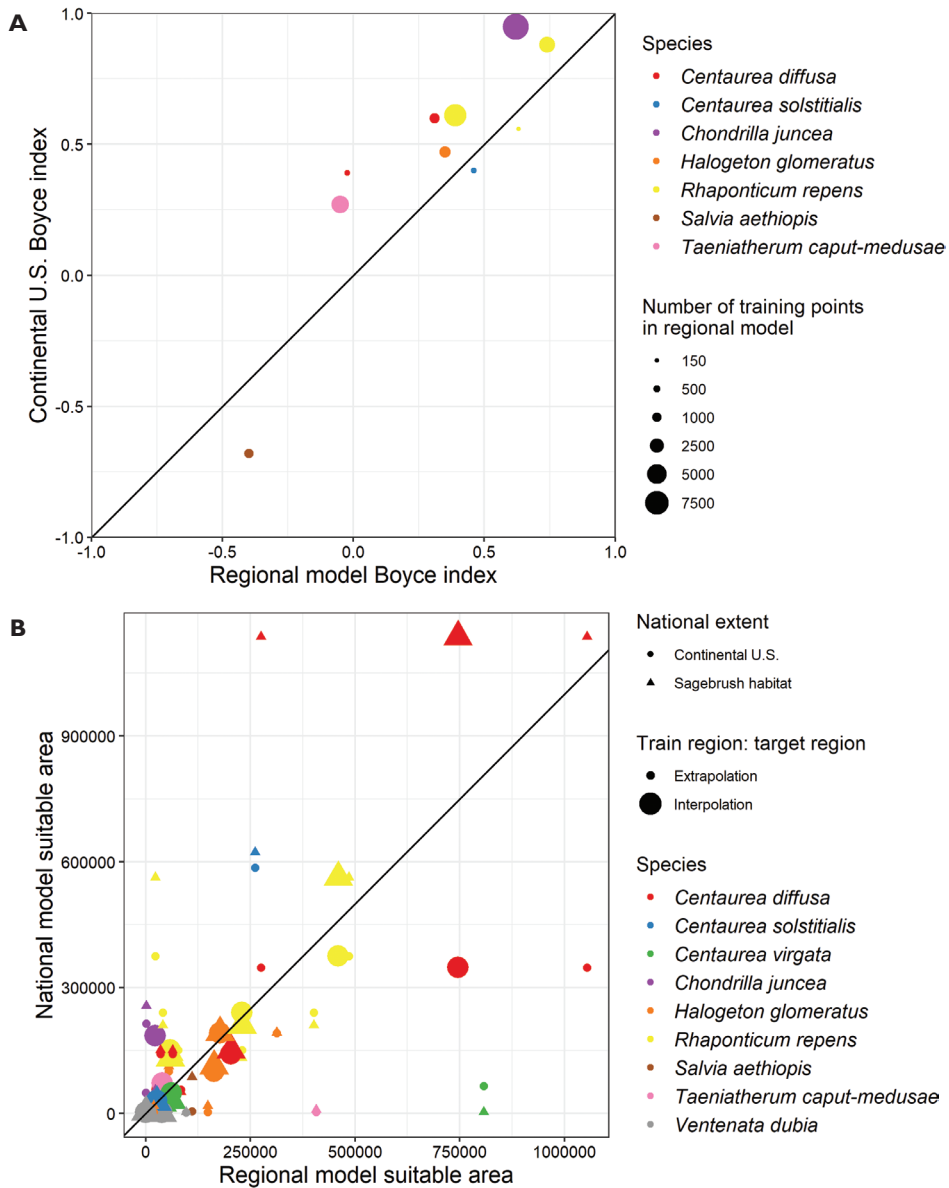 A
Continental U.S. Boyce index
1.0
0.5
0.0
-0.5
-1.0
-1.0
-0.5
0.0
0.5
1.0
Regional model Boyce index
Species
Centaurea diffusa
Centaurea solstitialis
Chondrilla juncea
Halogeton glomeratus
Rhaponticum repens
Salvia aethiopis
Taeniatherum caput-medusae
Number of training points
in regional model
150
500
1000
2500
5000
7500
B
National model suitable area
900000
600000
300000
0
0
250000
500000
750000
1000000
Regional model suitable area
National extent
Continental U.S.
Sagebrush habitat
Train region: target region
Extrapolation
Interpolation
Species
Centaurea diffusa
Centaurea solstitialis
Centaurea virgata
Chondrilla juncea
Halogeton glomeratus
Rhaponticum repens
Salvia aethiopis
Taeniatherum caput-medusae
Ventenata dubia